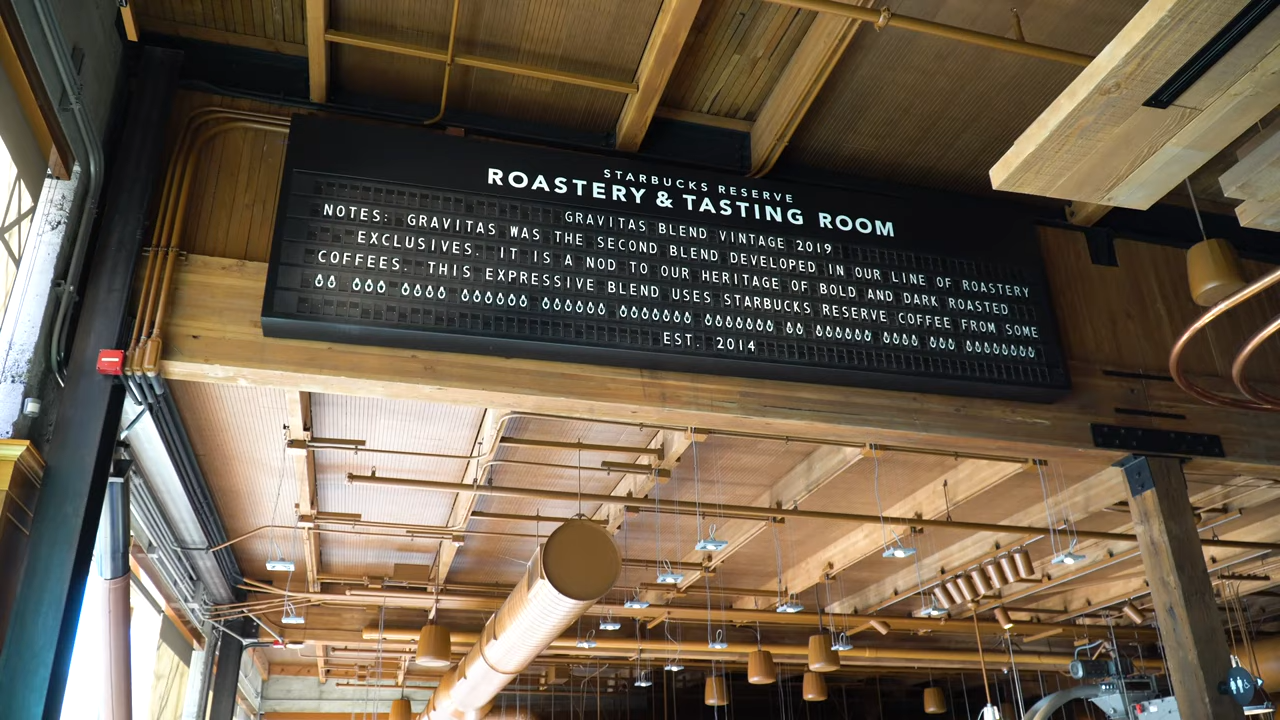 STARBUCKS RESERVE
ROASTERY & TASTING ROOM
GRAVITAS BLEND VINTAGE 2019
NOTES: GRAVITAS WAS THE SECOND BLEND DEVELOPED IN OUR LINE OF ROASTERY
EXCLUSIVES. IT IS A NOD TO OUR HERITAGE OF BOLD AND DARK ROASTED
COFFEES. THIS EXPRESSIVE BLEND USES STARBUCKS RESERVE COFFEE FROM SOME
EST. 2014